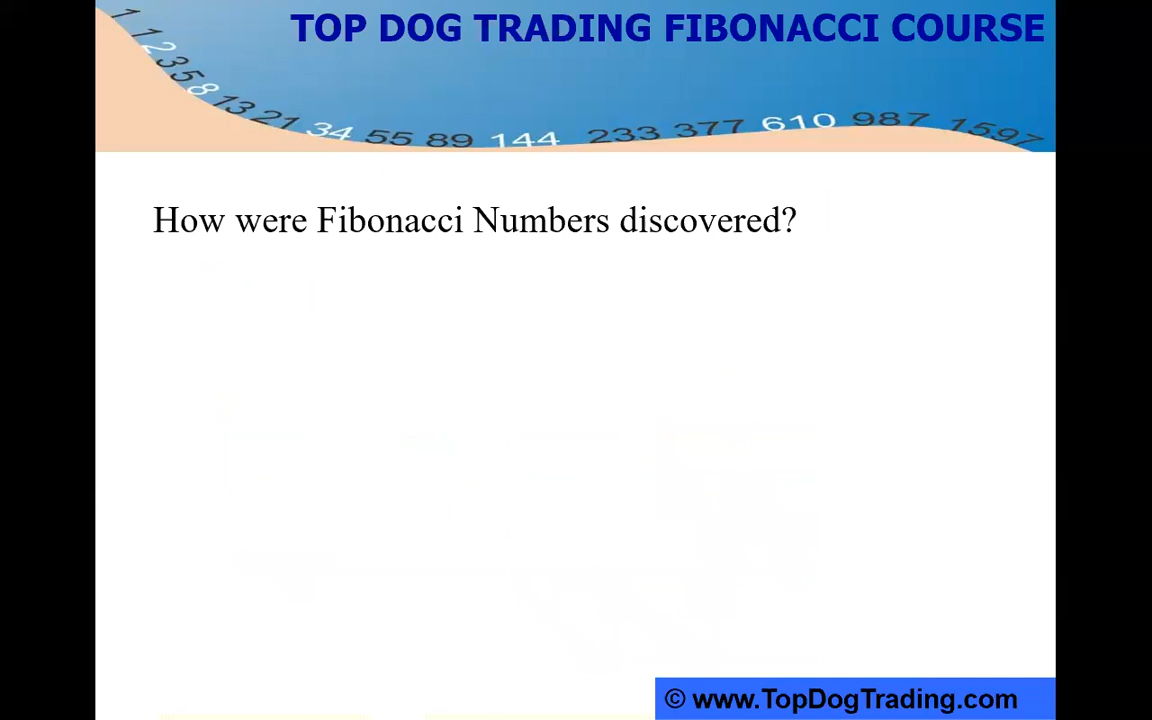 TOP DOG TRADING FIBONACCI COURSE
1 1 2 3 5 8 13 21 34 55 89 144 233 377 610 987 1597
How were Fibonacci Numbers discovered?
© www.TopDogTrading.com